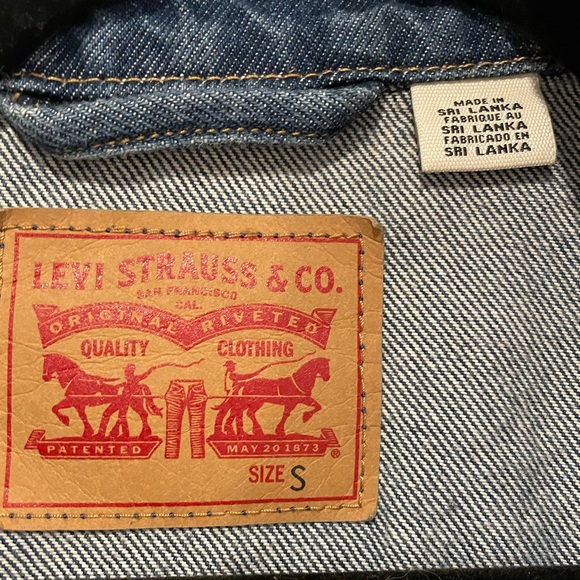 MADE IN
SRI LANKA
FABRIQUE AU
SRI LANKA
FABRICADO EN
SRI LANKA
LEVI STRAUSS & CO.
SAN FRANCISCO
CAL.
ORIGINAL RIVETED
QUALITY CLOTHING
PATENTED MAY 20 1873 ®
SIZE S